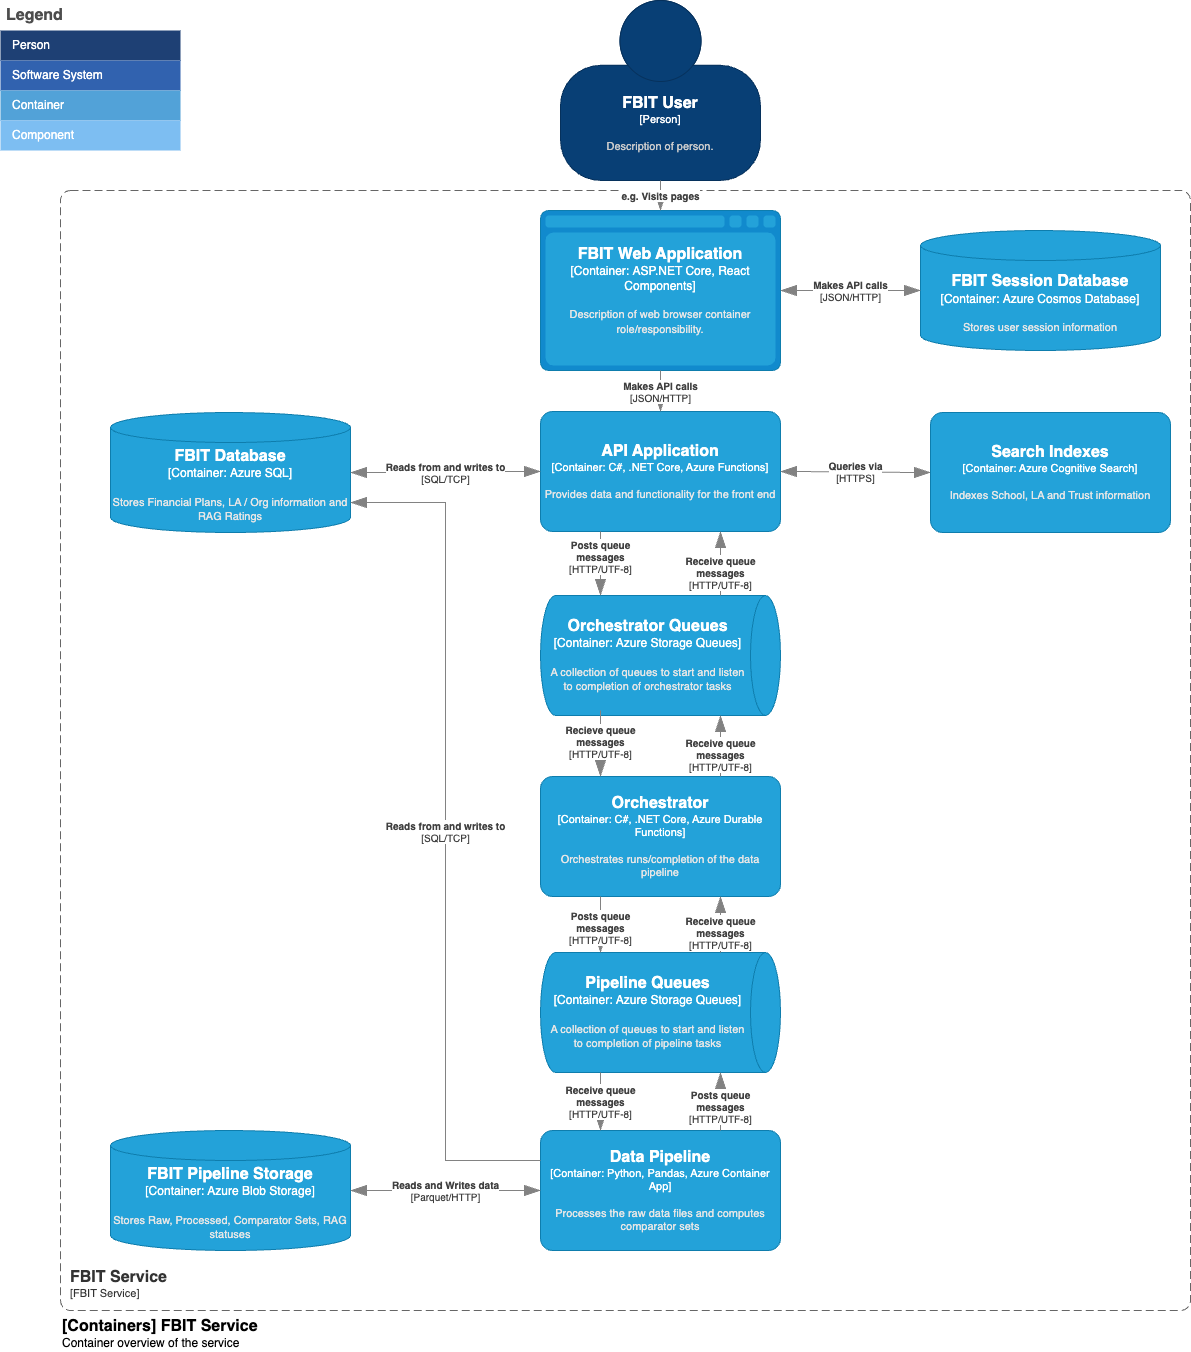 Legend
Person
Software System
Container
Component
FBIT User
[Person]
Description of person.
e.g. Visits pages
FBIT Web Application
[Container: ASP.NET Core, React
Components]
Description of web browser container
role/responsibility.
Makes API calls
[JSON/HTTP]
FBIT Session Database
[Container: Azure Cosmos Database]
Stores user session information
Makes API calls
[JSON/HTTP]
FBIT Database
[Container: Azure SQL]
Stores Financial Plans, LA / Org information and
RAG Ratings
Reads from and writes to
[SQL/TCP]
API Application
[Container: C#, .NET Core, Azure Functions]
Provides data and functionality for the front end
Queries via
[HTTPS]
Search Indexes
[Container: Azure Cognitive Search]
Indexes School, LA and Trust information
Posts queue
messages
[HTTP/UTF-8]
Receive queue
messages
[HTTP/UTF-8]
Orchestrator Queues
[Container: Azure Storage Queues]
A collection of queues to start and listen
to completion of orchestrator tasks
Recieve queue
messages
[HTTP/UTF-8]
Receive queue
messages
[HTTP/UTF-8]
Orchestrator
[Container: C#, .NET Core, Azure Durable
Functions]
Orchestrates runs/completion of the data
pipeline
Reads from and writes to
[SQL/TCP]
Posts queue
messages
[HTTP/UTF-8]
Receive queue
messages
[HTTP/UTF-8]
Pipeline Queues
[Container: Azure Storage Queues]
A collection of queues to start and listen
to completion of pipeline tasks
Receive queue
messages
[HTTP/UTF-8]
Posts queue
messages
[HTTP/UTF-8]
FBIT Pipeline Storage
[Container: Azure Blob Storage]
Stores Raw, Processed, Comparator Sets, RAG
statuses
Reads and Writes data
[Parquet/HTTP]
Data Pipeline
[Container: Python, Pandas, Azure Container
App]
Processes the raw data files and computes
comparator sets
FBIT Service
[FBIT Service]
[Containers] FBIT Service
Container overview of the service